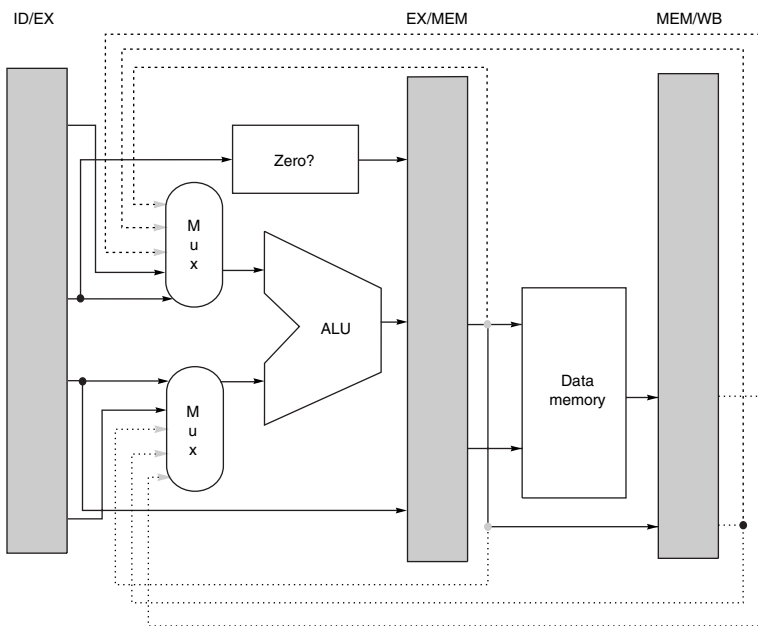 ID/EX
EX/MEM
MEM/WB
Zero?
M
u
x
ALU
M
u
x
Data
memory